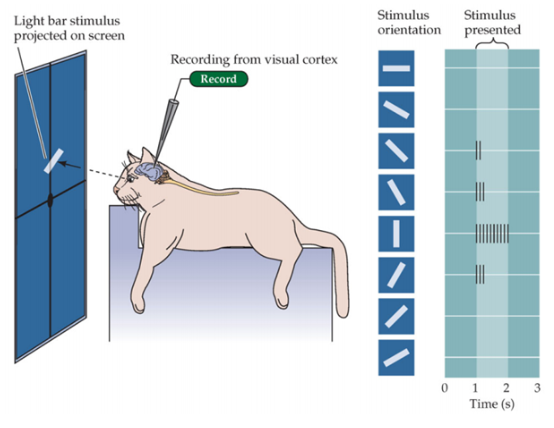 Light bar stimulus
projected on screen
Recording from visual cortex
Record
Stimulus
orientation
Stimulus
presented
0 1 2 3
Time (s)